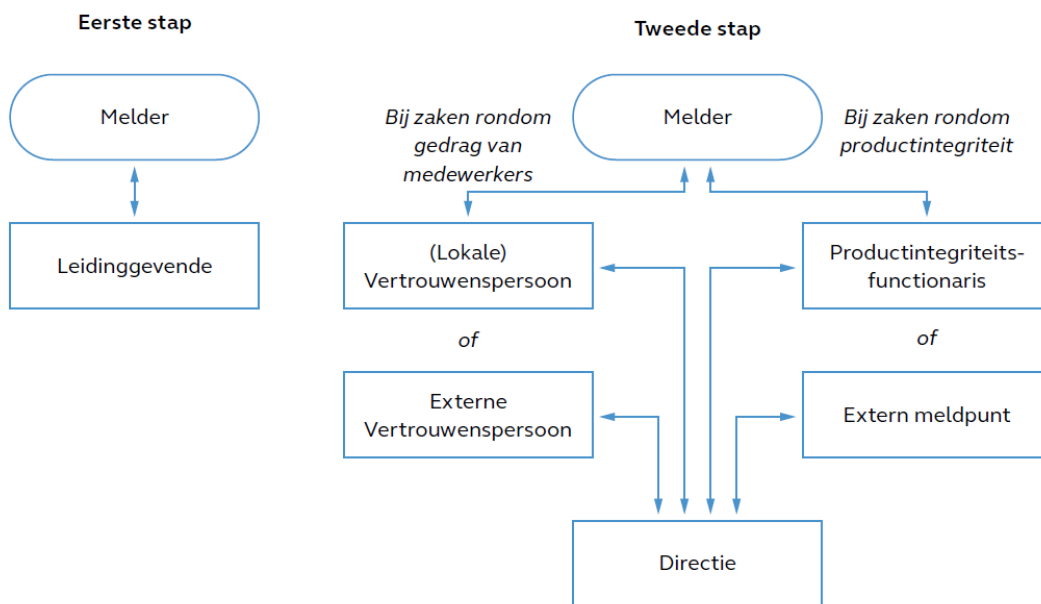 Eerste stap
Melder
Leidinggevende
Tweede stap
Bij zaken rondom
gedrag van
medewerkers
Melder
Bij zaken rondom
productintegriteit
(Lokale)
Vertrouwenspersoon
Productintegriteits-
functionaris
of
of
Externe
Vertrouwenspersoon
Extern meldpunt
Directie